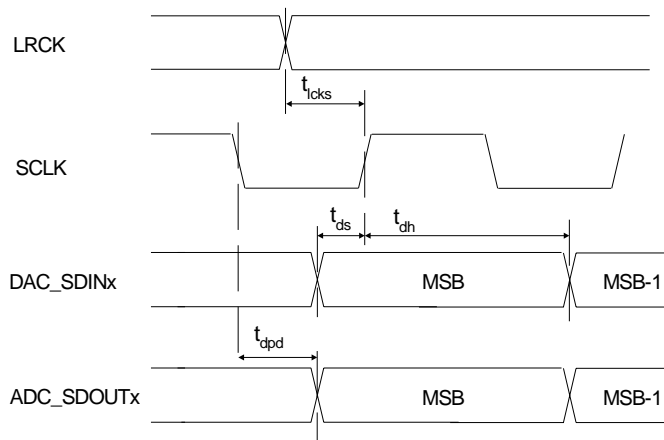 LRCK
t_lcks
SCLK
t_ds t_dh
DAC_SDINx MSB MSB-1
t_dpd
ADC_SDOUTx MSB MSB-1